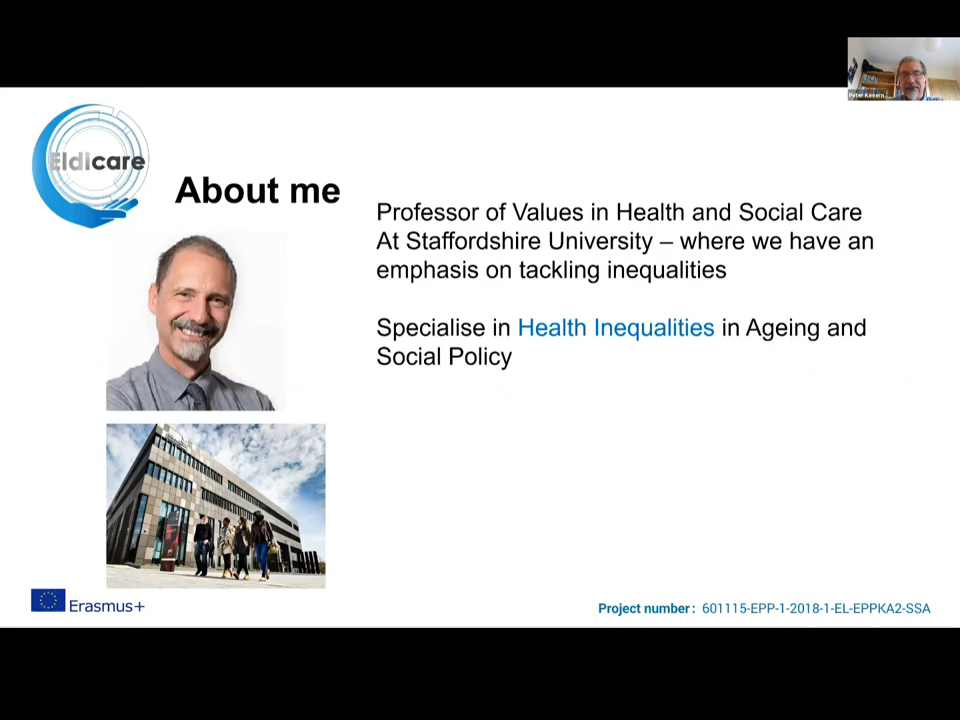 Peter Kevern
Eldicare
About me
Professor of Values in Health and Social Care
At Staffordshire University – where we have an
emphasis on tackling inequalities
Specialise in Health Inequalities in Ageing and
Social Policy
Erasmus+
Project number: 601115-EPP-1-2018-1-EL-EPPKA2-SSA